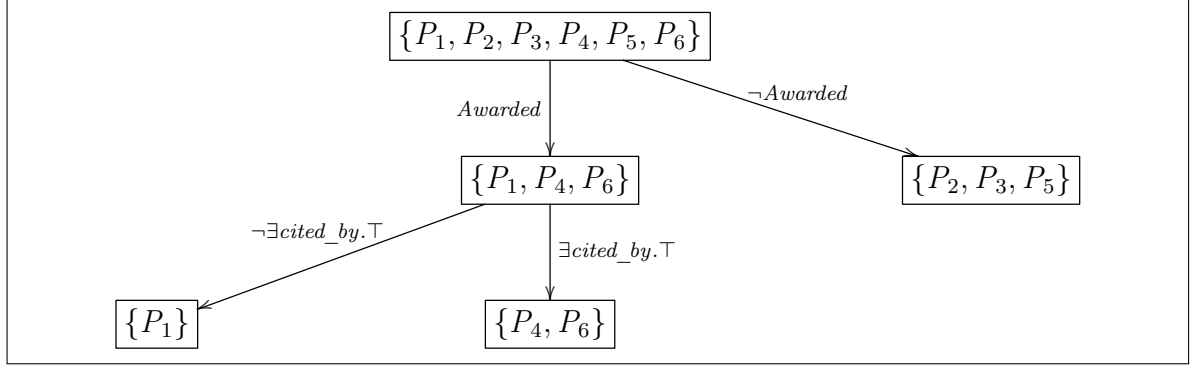 {P₁, P₂, P₃, P₄, P₅, P₆}
Awarded
¬Awarded
{P₁, P₄, P₆}
{P₂, P₃, P₅}
¬∃cited_by.⊤
∃cited_by.⊤
{P₁}
{P₄, P₆}